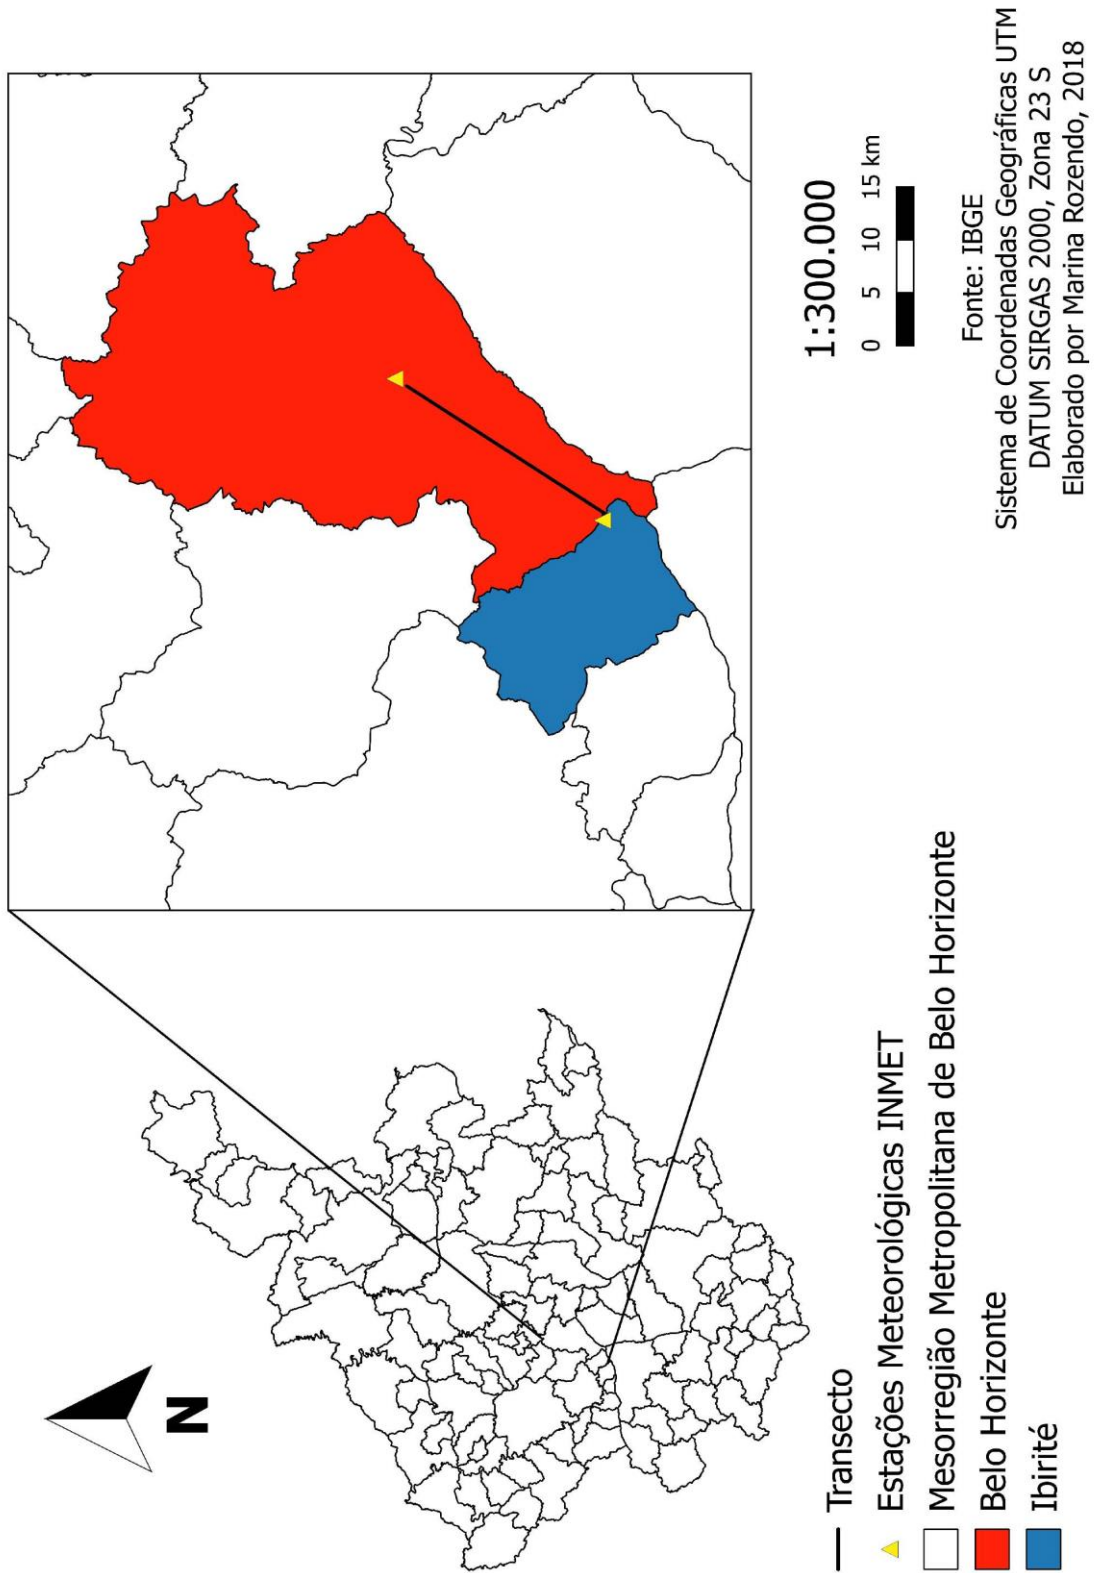 N
Transecto
Estações Meteorológicas INMET
Mesorregião Metropolitana de Belo Horizonte
Belo Horizonte
Ibirité
1:300.000
0 5 10 15 km
Fonte: IBGE
Sistema de Coordenadas Geográficas UTM
DATUM SIRGAS 2000, Zona 23 S
Elaborado por Marina Rozendo, 2018